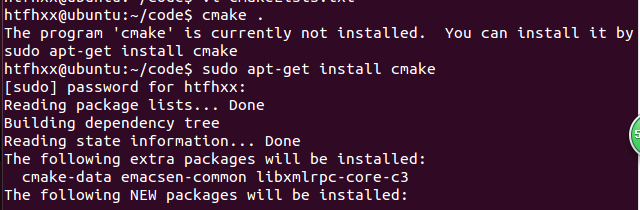 htfhxx@ubuntu:~/code$ cmake .
The program 'cmake' is currently not installed.  You can install it by
sudo apt-get install cmake
htfhxx@ubuntu:~/code$ sudo apt-get install cmake
[sudo] password for htfhxx:
Reading package lists... Done
Building dependency tree
Reading state information... Done
The following extra packages will be installed:
  cmake-data emacsen-common libxmlrpc-core-c3
The following NEW packages will be installed:
5